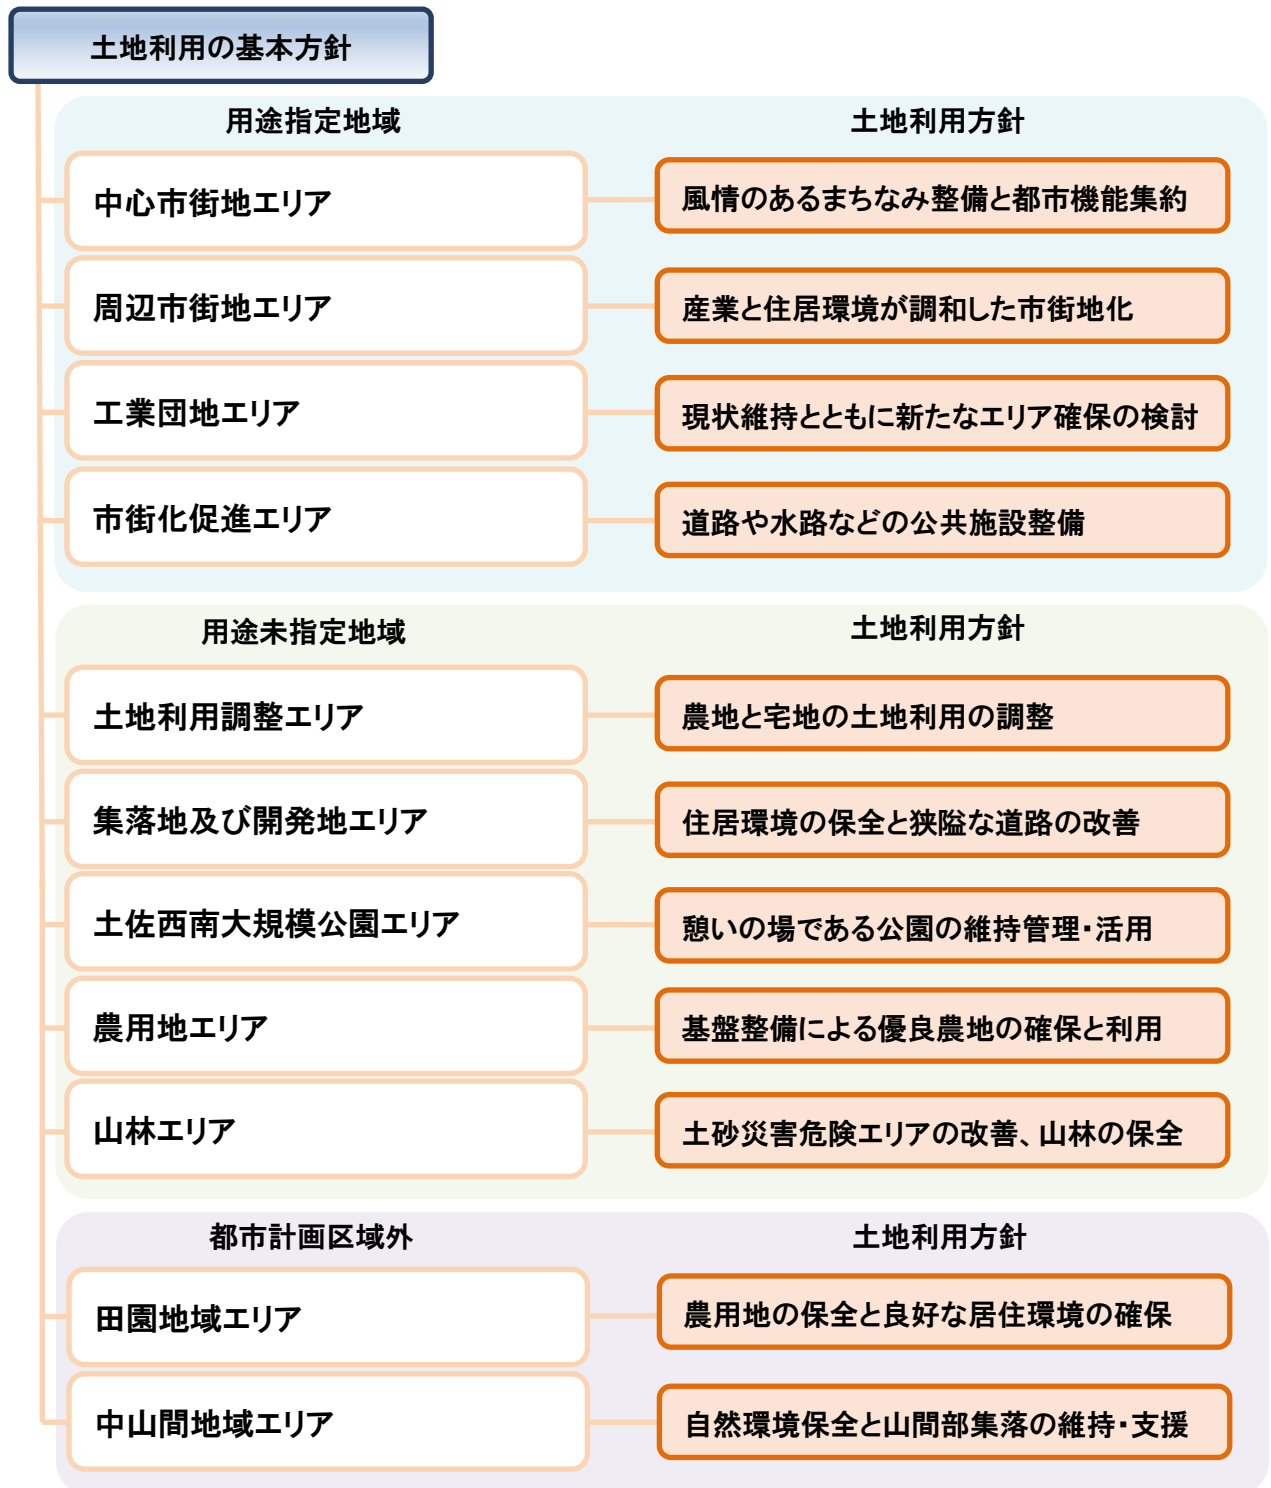 土地利用の基本方針
用途指定地域
土地利用方針
中心市街地エリア
風情のあるまちなみ整備と都市機能集約
周辺市街地エリア
産業と住居環境が調和した市街地化
工業団地エリア
現状維持とともに新たなエリア確保の検討
市街化促進エリア
道路や水路などの公共施設整備
用途未指定地域
土地利用方針
土地利用調整エリア
農地と宅地の土地利用の調整
集落地及び開発地エリア
住居環境の保全と狭隘な道路の改善
土佐西南大規模公園エリア
憩いの場である公園の維持管理・活用
農用地エリア
基盤整備による優良農地の確保と利用
山林エリア
土砂災害危険エリアの改善、山林の保全
都市計画区域外
土地利用方針
田園地域エリア
農用地の保全と良好な居住環境の確保
中山間地域エリア
自然環境保全と山間部集落の維持・支援